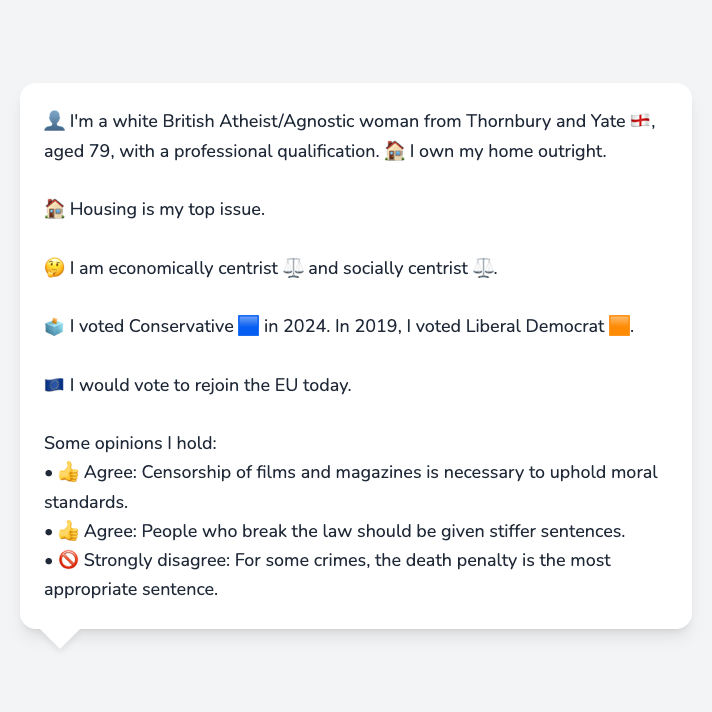 👤 I'm a white British Atheist/Agnostic woman from Thornbury and Yate 🏴󠁧󠁢󠁥󠁮󠁧󠁿,
aged 79, with a professional qualification. 🏠 I own my home outright.
🏠 Housing is my top issue.
🤔 I am economically centrist ⚖️ and socially centrist ⚖️.
🗳️ I voted Conservative 🟦 in 2024. In 2019, I voted Liberal Democrat 🟧.
🇪🇺 I would vote to rejoin the EU today.
Some opinions I hold:
• 👍 Agree: Censorship of films and magazines is necessary to uphold moral
standards.
• 👍 Agree: People who break the law should be given stiffer sentences.
• 🚫 Strongly disagree: For some crimes, the death penalty is the most
appropriate sentence.